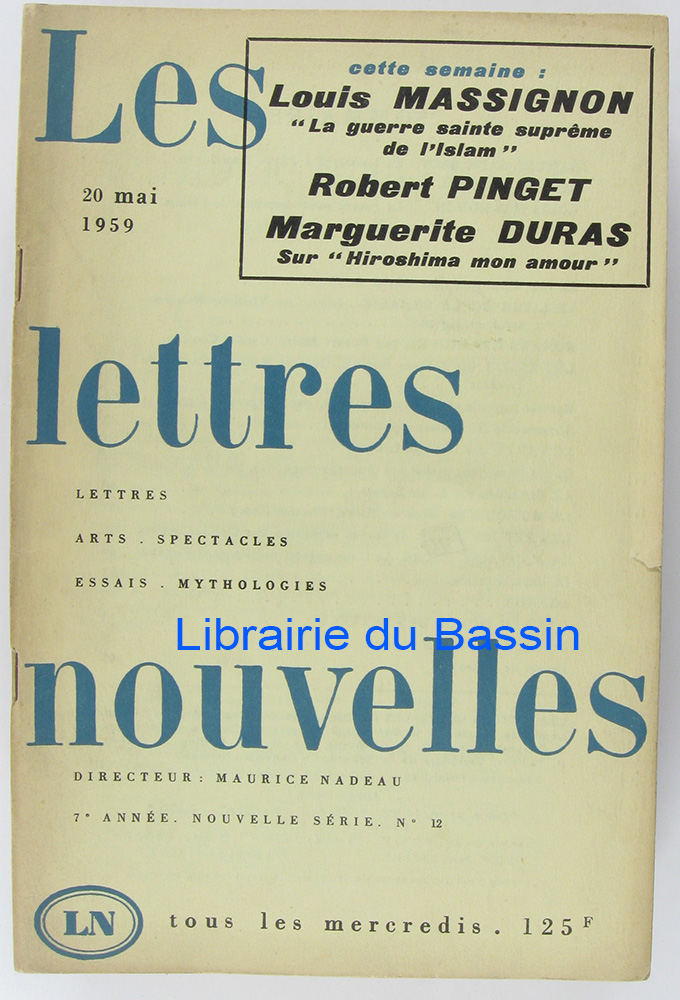 Les
cette semaine :
Louis MASSIGNON
“La guerre sainte suprême
de l'Islam”
Robert PINGET
Marguerite DURAS
Sur “Hiroshima mon amour”
20 mai
1959
lettres
LETTRES
ARTS . SPECTACLES
ESSAIS . MYTHOLOGIES
Librairie du Bassin
nouvelles
DIRECTEUR : MAURICE NADEAU
7e ANNÉE. NOUVELLE SÉRIE. N° 12
LN
tous les mercredis . 125 F